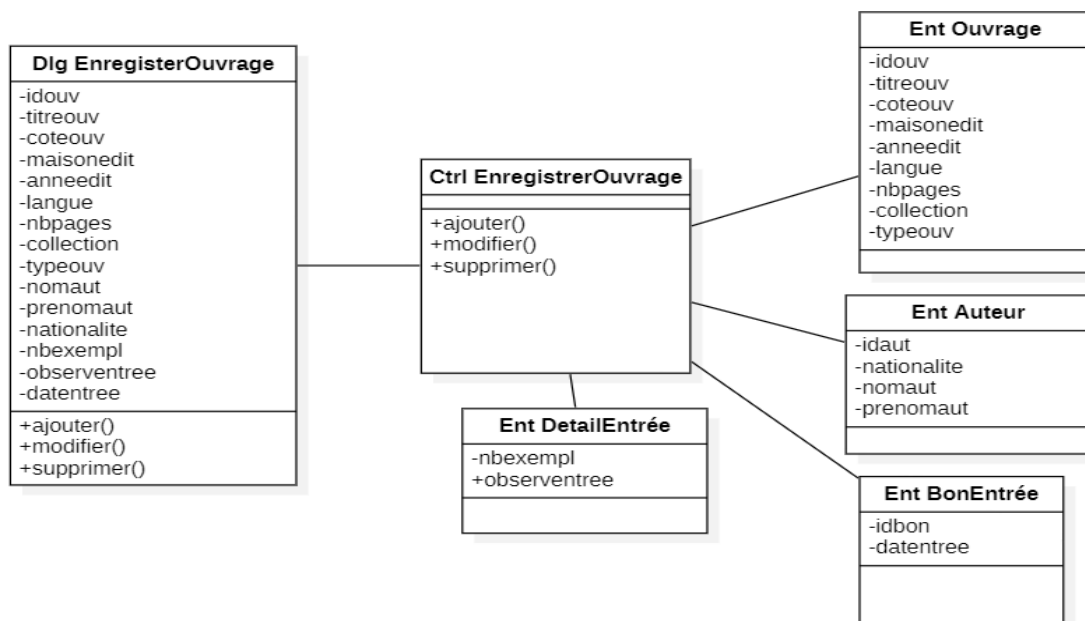 Dlg EnregisterOuvrage
-idouv
-titreouv
-coteouv
-maisonedit
-anneedit
-langue
-nbpages
-collection
-typeouv
-nomaut
-prenomaut
-nationalite
-nbexempl
-observentree
-datentree
+ajouter()
+modifier()
+supprimer()
Ctrl EnregistrerOuvrage
+ajouter()
+modifier()
+supprimer()
Ent DetailEntrée
-nbexempl
+observentree
Ent Ouvrage
-idouv
-titreouv
-coteouv
-maisonedit
-anneedit
-langue
-nbpages
-collection
-typeouv
Ent Auteur
-idaut
-nationalite
-nomaut
-prenomaut
Ent BonEntrée
-idbon
-datentree